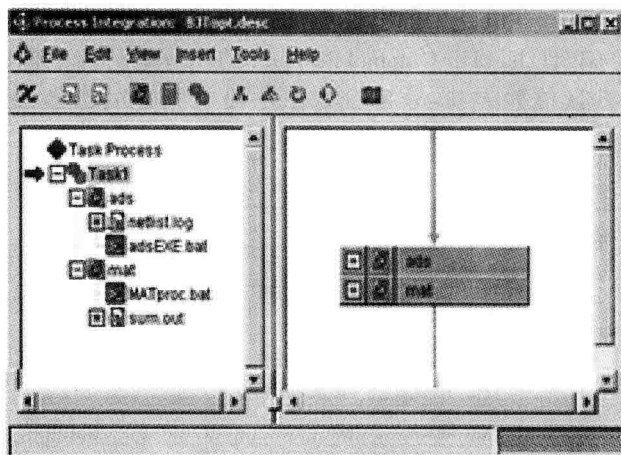 Process Integration: BJTopt.desc
File Edit View Insert Tools Help
Task Process
Task1
ads
netlist.log
adsEXE.bat
mat
MATproc.bat
sum.out
ads
mat